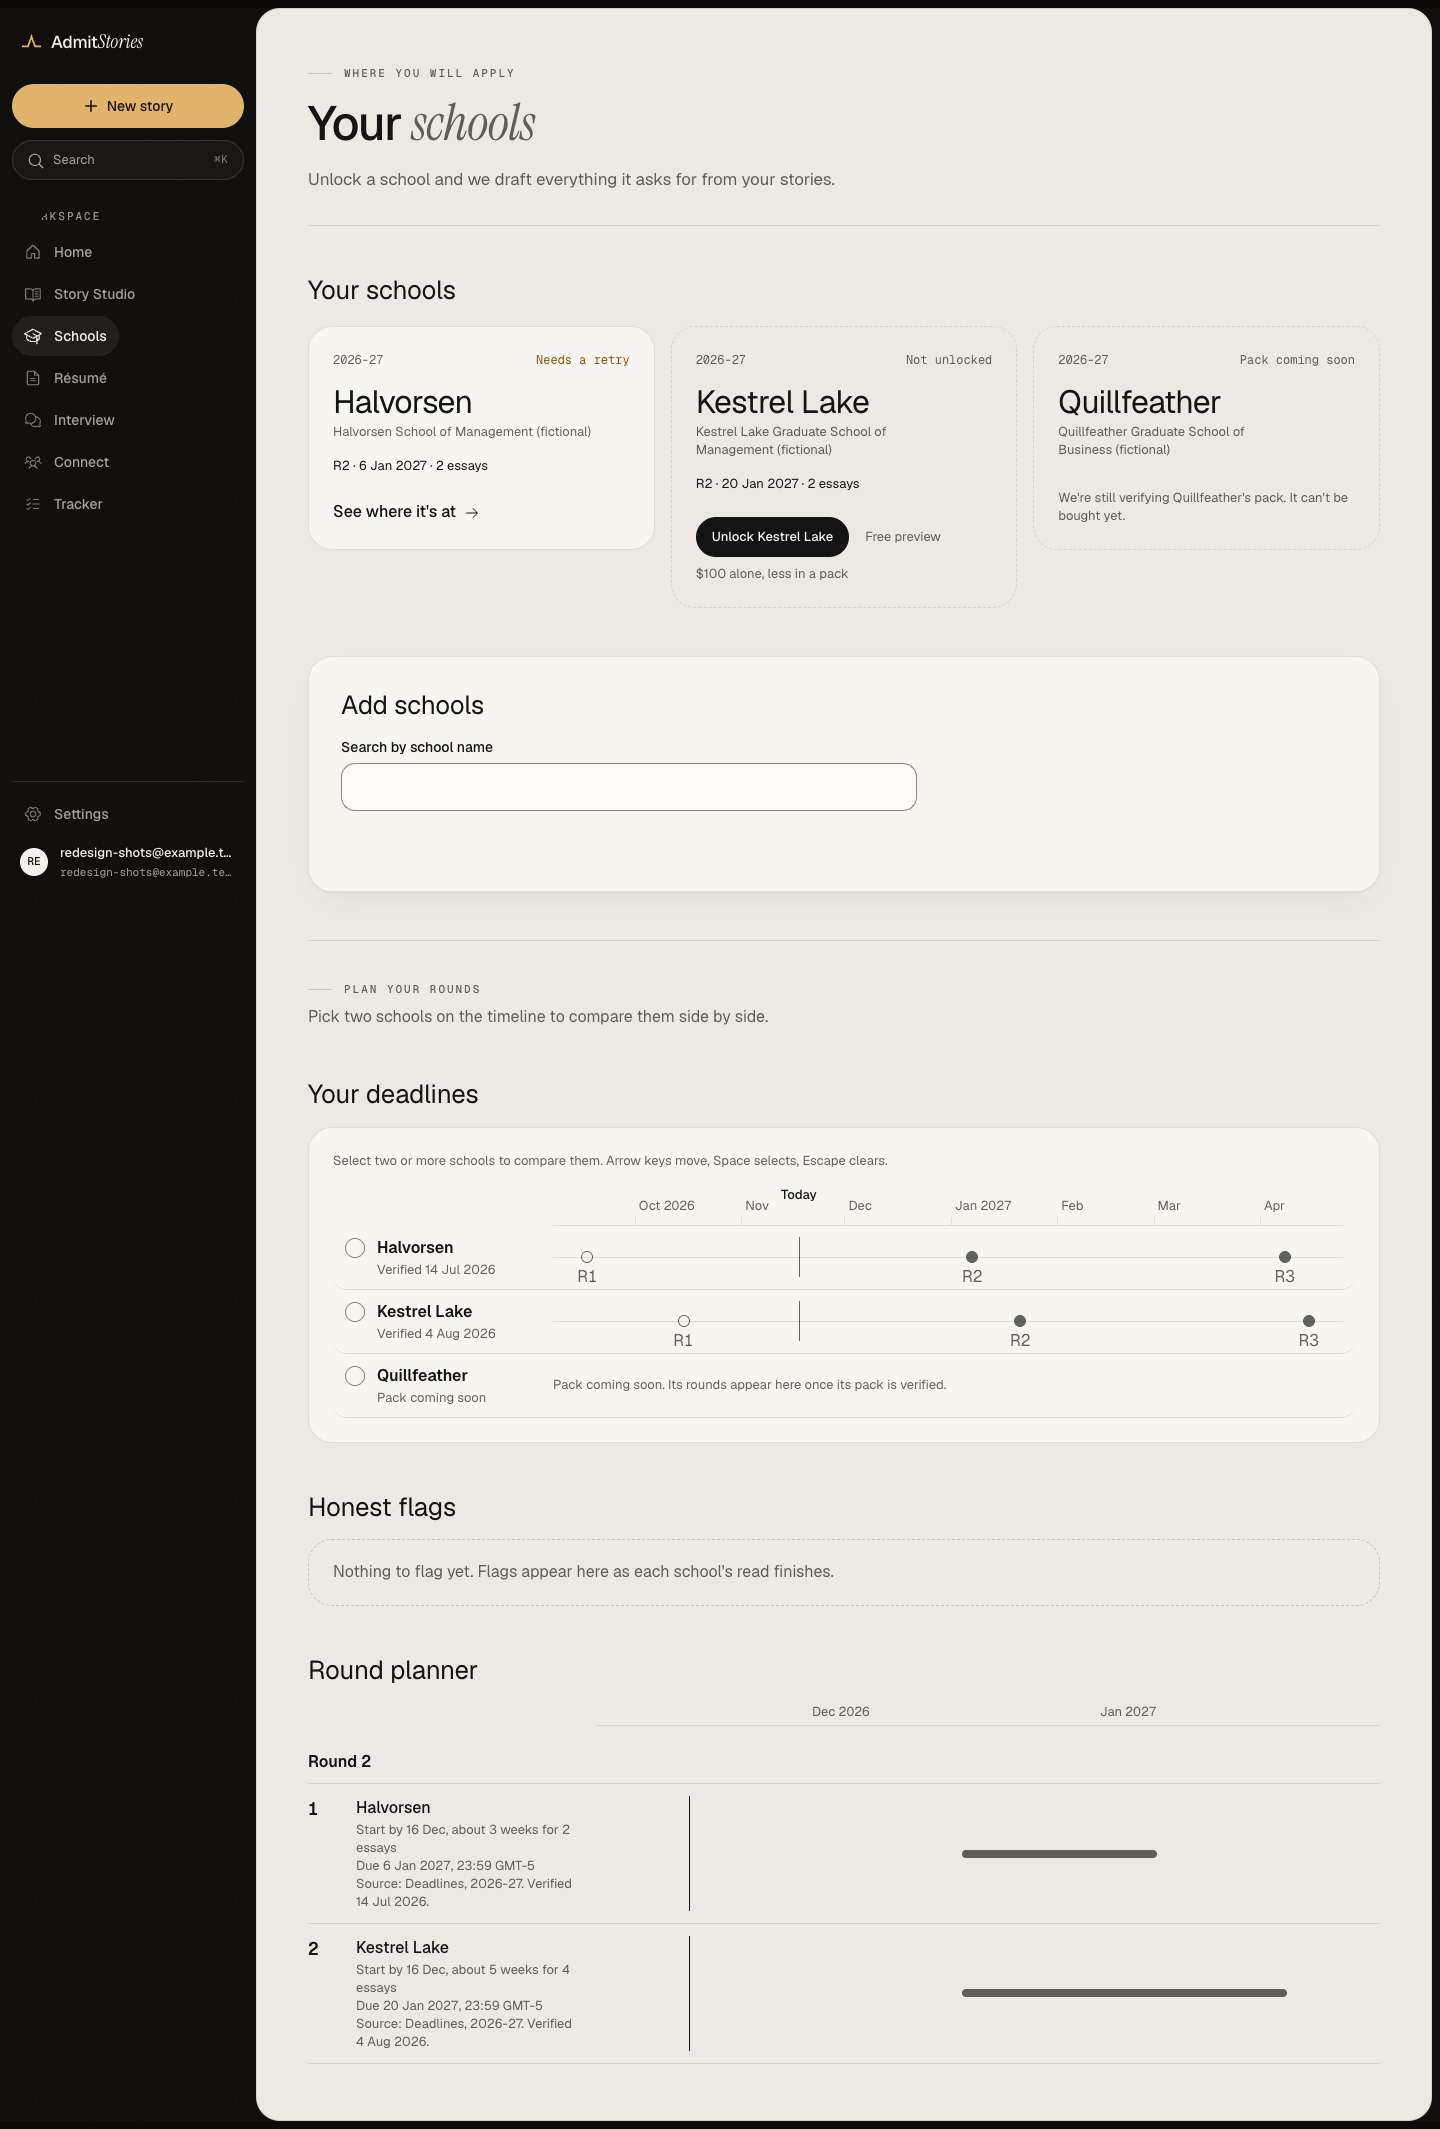 AdmitStories
New story
Search ⌘K
KSPACE
Home
Story Studio
Schools
Résumé
Interview
Connect
Tracker
Settings
RE
redesign-shots@example.t…
redesign-shots@example.te…
WHERE YOU WILL APPLY
Your schools
Unlock a school and we draft everything it asks for from your stories.
Your schools
2026-27 Needs a retry
Halvorsen
Halvorsen School of Management (fictional)
R2 · 6 Jan 2027 · 2 essays
See where it's at →
2026-27 Not unlocked
Kestrel Lake
Kestrel Lake Graduate School of
Management (fictional)
R2 · 20 Jan 2027 · 2 essays
Unlock Kestrel Lake Free preview
$100 alone, less in a pack
2026-27 Pack coming soon
Quillfeather
Quillfeather Graduate School of
Business (fictional)
We're still verifying Quillfeather's pack. It can't be
bought yet.
Add schools
Search by school name
PLAN YOUR ROUNDS
Pick two schools on the timeline to compare them side by side.
Your deadlines
Select two or more schools to compare them. Arrow keys move, Space selects, Escape clears.
Oct 2026 Nov Today Dec Jan 2027 Feb Mar Apr
Halvorsen
Verified 14 Jul 2026
R1 R2 R3
Kestrel Lake
Verified 4 Aug 2026
R1 R2 R3
Quillfeather
Pack coming soon
Pack coming soon. Its rounds appear here once its pack is verified.
Honest flags
Nothing to flag yet. Flags appear here as each school's read finishes.
Round planner
Dec 2026 Jan 2027
Round 2
1 Halvorsen
Start by 16 Dec, about 3 weeks for 2
essays
Due 6 Jan 2027, 23:59 GMT-5
Source: Deadlines, 2026-27. Verified
14 Jul 2026.
2 Kestrel Lake
Start by 16 Dec, about 5 weeks for 4
essays
Due 20 Jan 2027, 23:59 GMT-5
Source: Deadlines, 2026-27. Verified
4 Aug 2026.